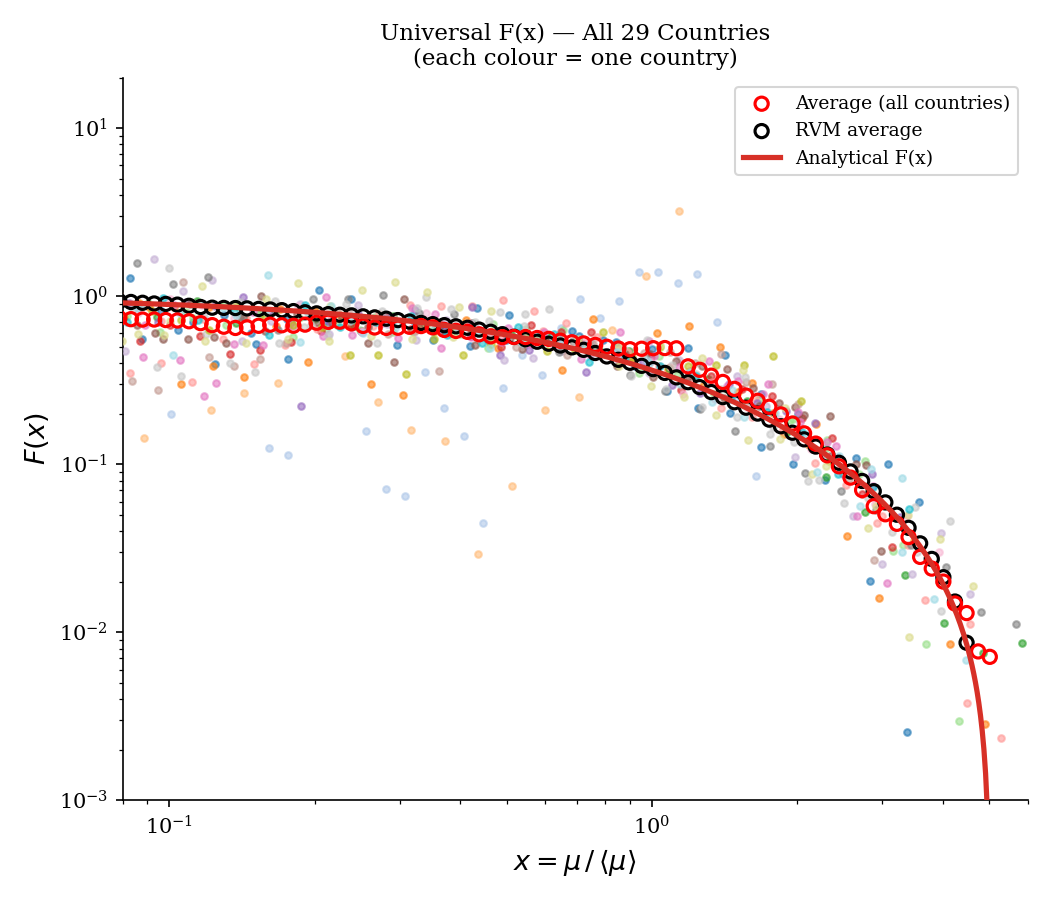 Universal F(x) — All 29 Countries
(each colour = one country)
Average (all countries)
RVM average
Analytical F(x)
F(x)
10¹
10⁰
10⁻¹
10⁻²
10⁻³
10⁻¹
10⁰
x = μ / ⟨μ⟩